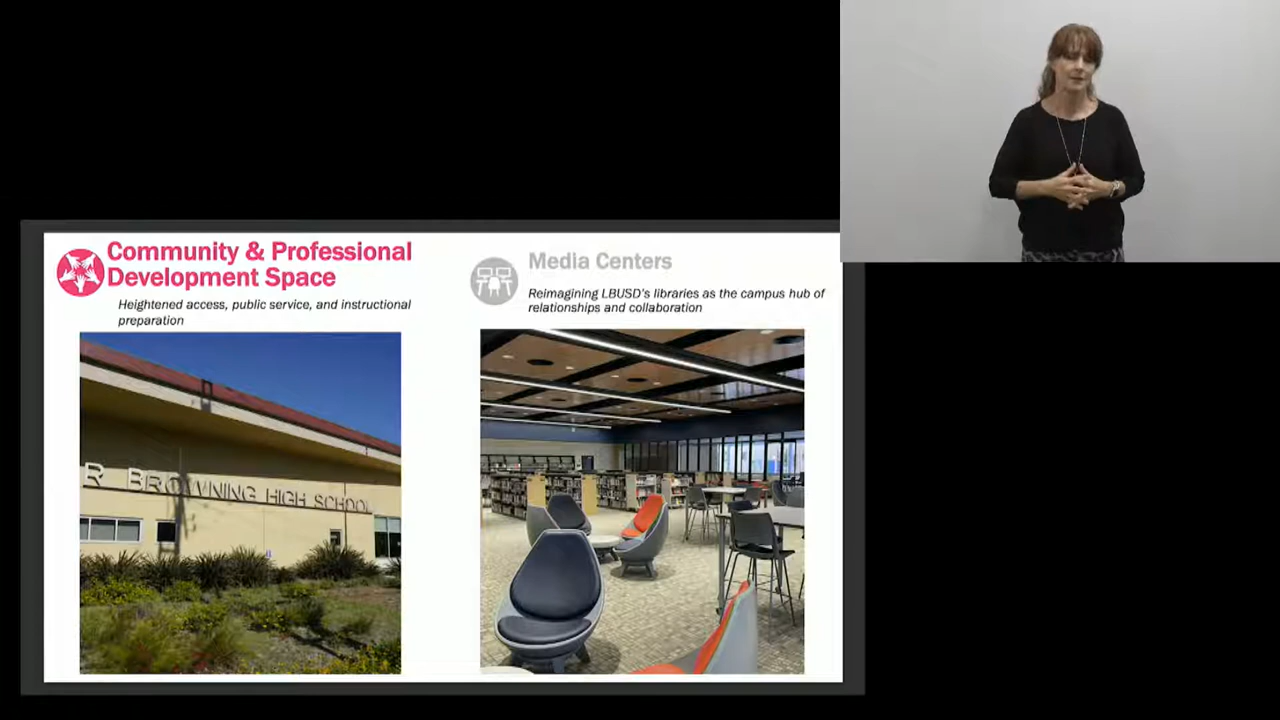 Community & Professional
Development Space
Heightened access, public service, and instructional
preparation
R BROWNING HIGH SCHOOL
Media Centers
Reimagining LBUSD's libraries as the campus hub of
relationships and collaboration